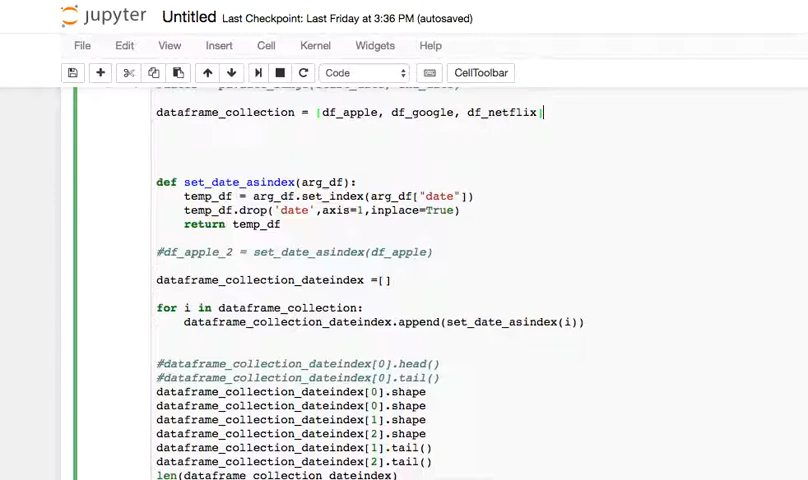 jupyter Untitled Last Checkpoint: Last Friday at 3:36 PM (autosaved)
File Edit View Insert Cell Kernel Widgets Help
Code CellToolbar
dataframe_collection = [df_apple, df_google, df_netflix]
def set_date_asindex(arg_df):
temp_df = arg_df.set_index(arg_df["date"])
temp_df.drop('date',axis=1,inplace=True)
return temp_df
#df_apple_2 = set_date_asindex(df_apple)
dataframe_collection_dateindex =[]
for i in dataframe_collection:
dataframe_collection_dateindex.append(set_date_asindex(i))
#dataframe_collection_dateindex[0].head()
#dataframe_collection_dateindex[0].tail()
dataframe_collection_dateindex[0].shape
dataframe_collection_dateindex[0].shape
dataframe_collection_dateindex[1].shape
dataframe_collection_dateindex[2].shape
dataframe_collection_dateindex[1].tail()
dataframe_collection_dateindex[2].tail()
len(dataframe_collection_dateindex)